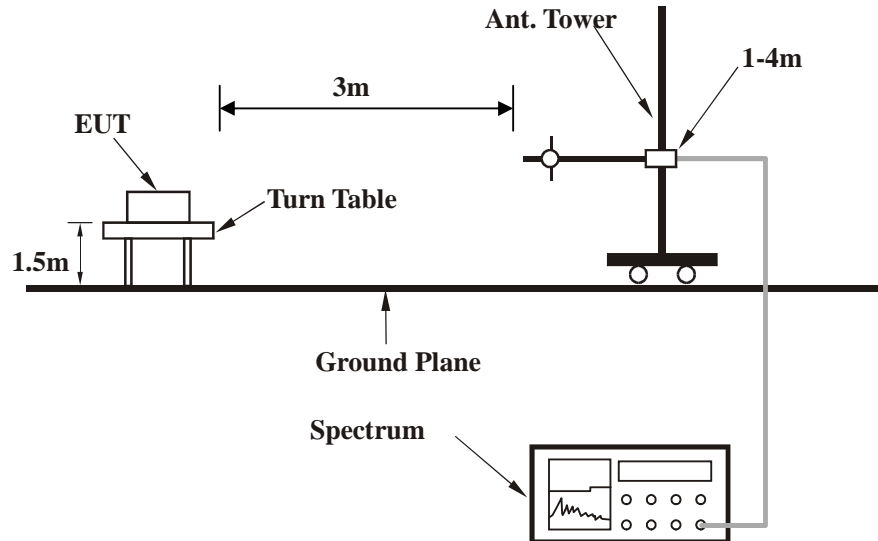 Ant. Tower
1-4m
3m
EUT
Turn Table
1.5m
Ground Plane
Spectrum